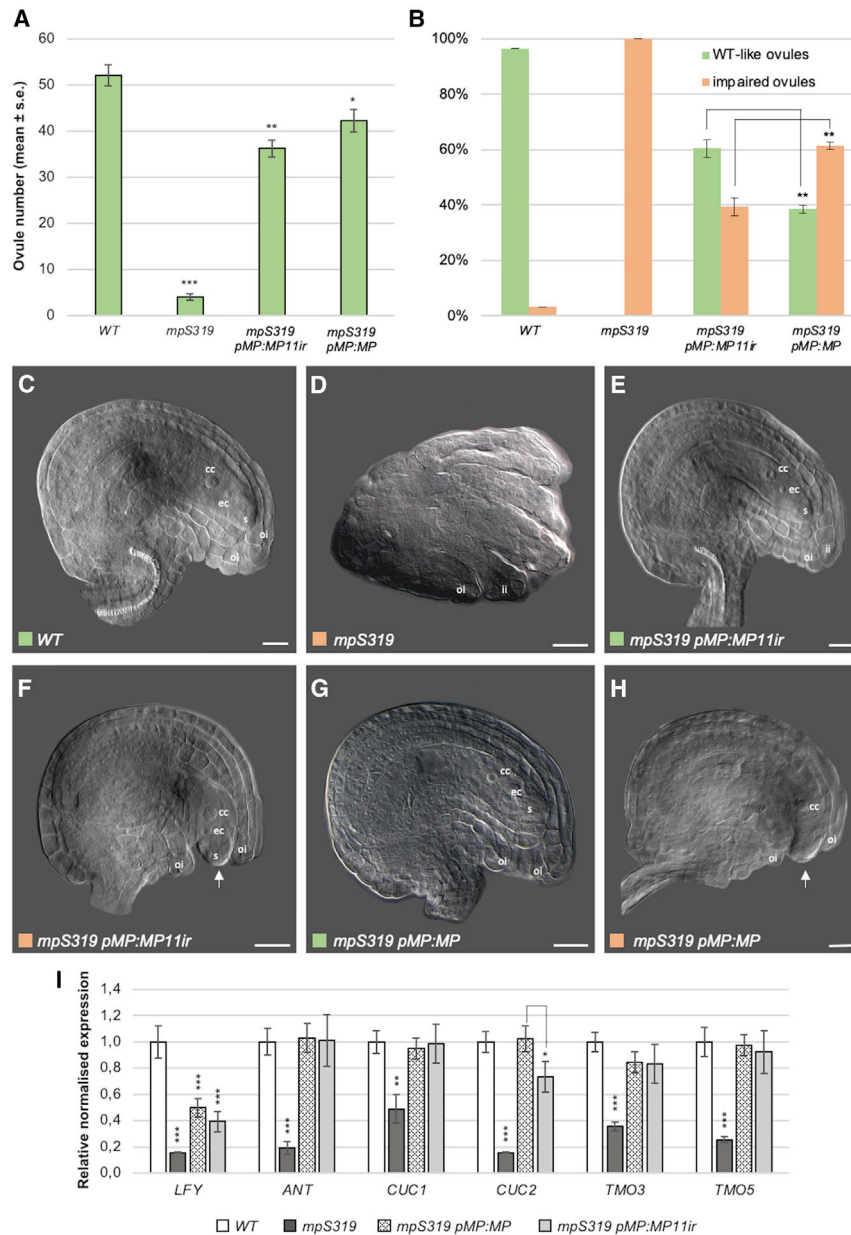 A
Ovule number (mean ± s.e.)
60
50
40
30
20
10
0
***
**
*
WT
mpS319
mpS319 pMP:MP11ir
mpS319 pMP:MP
B
100%
80%
60%
40%
20%
0%
WT-like ovules
impaired ovules
**
**
WT
mpS319
mpS319 pMP:MP11ir
mpS319 pMP:MP
C
cc
ec
s
oi
oi
WT
D
oi
ii
mpS319
E
cc
ec
s
oi
ii
mpS319 pMP:MP11ir
F
cc
ec
s
oi
oi
mpS319 pMP:MP11ir
G
cc
ec
s
oi
oi
mpS319 pMP:MP
H
cc
oi
oi
mpS319 pMP:MP
I
Relative normalised expression
1,4
1,2
1,0
0,8
0,6
0,4
0,2
0,0
***
***
***
***
**
***
*
***
***
LFY
ANT
CUC1
CUC2
TMO3
TMO5
WT
mpS319
mpS319 pMP:MP
mpS319 pMP:MP11ir